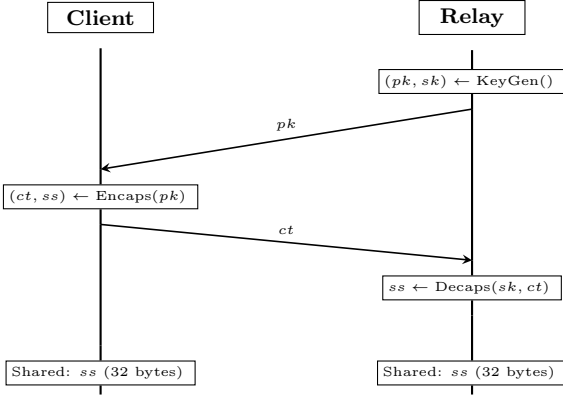 Client
Relay
(pk, sk) ← KeyGen()
pk
(ct, ss) ← Encaps(pk)
ct
ss ← Decaps(sk, ct)
Shared: ss (32 bytes)
Shared: ss (32 bytes)